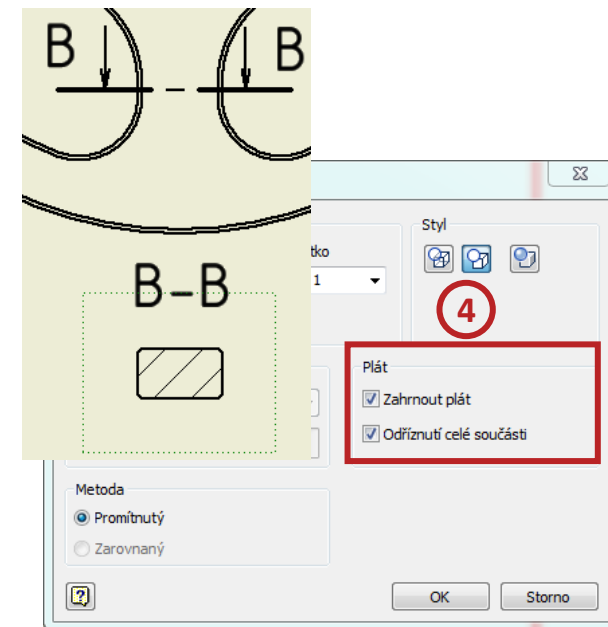 B B
B–B
tko
1
Styl
4
Plát
Zahrnout plát
Odříznutí celé součásti
Metoda
Promítnutý
Zarovnaný
OK Storno